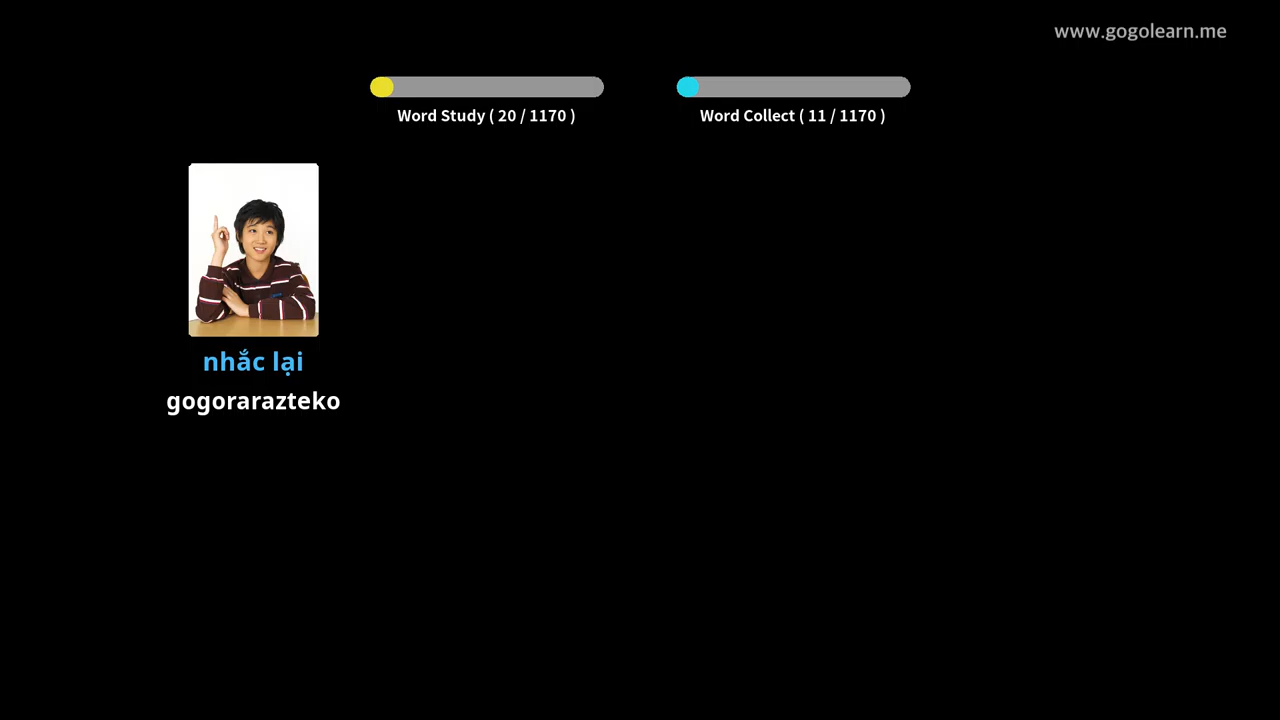 www.gogolearn.me
Word Study ( 20 / 1170 )
Word Collect ( 11 / 1170 )
nhắc lại
gogorarazteko